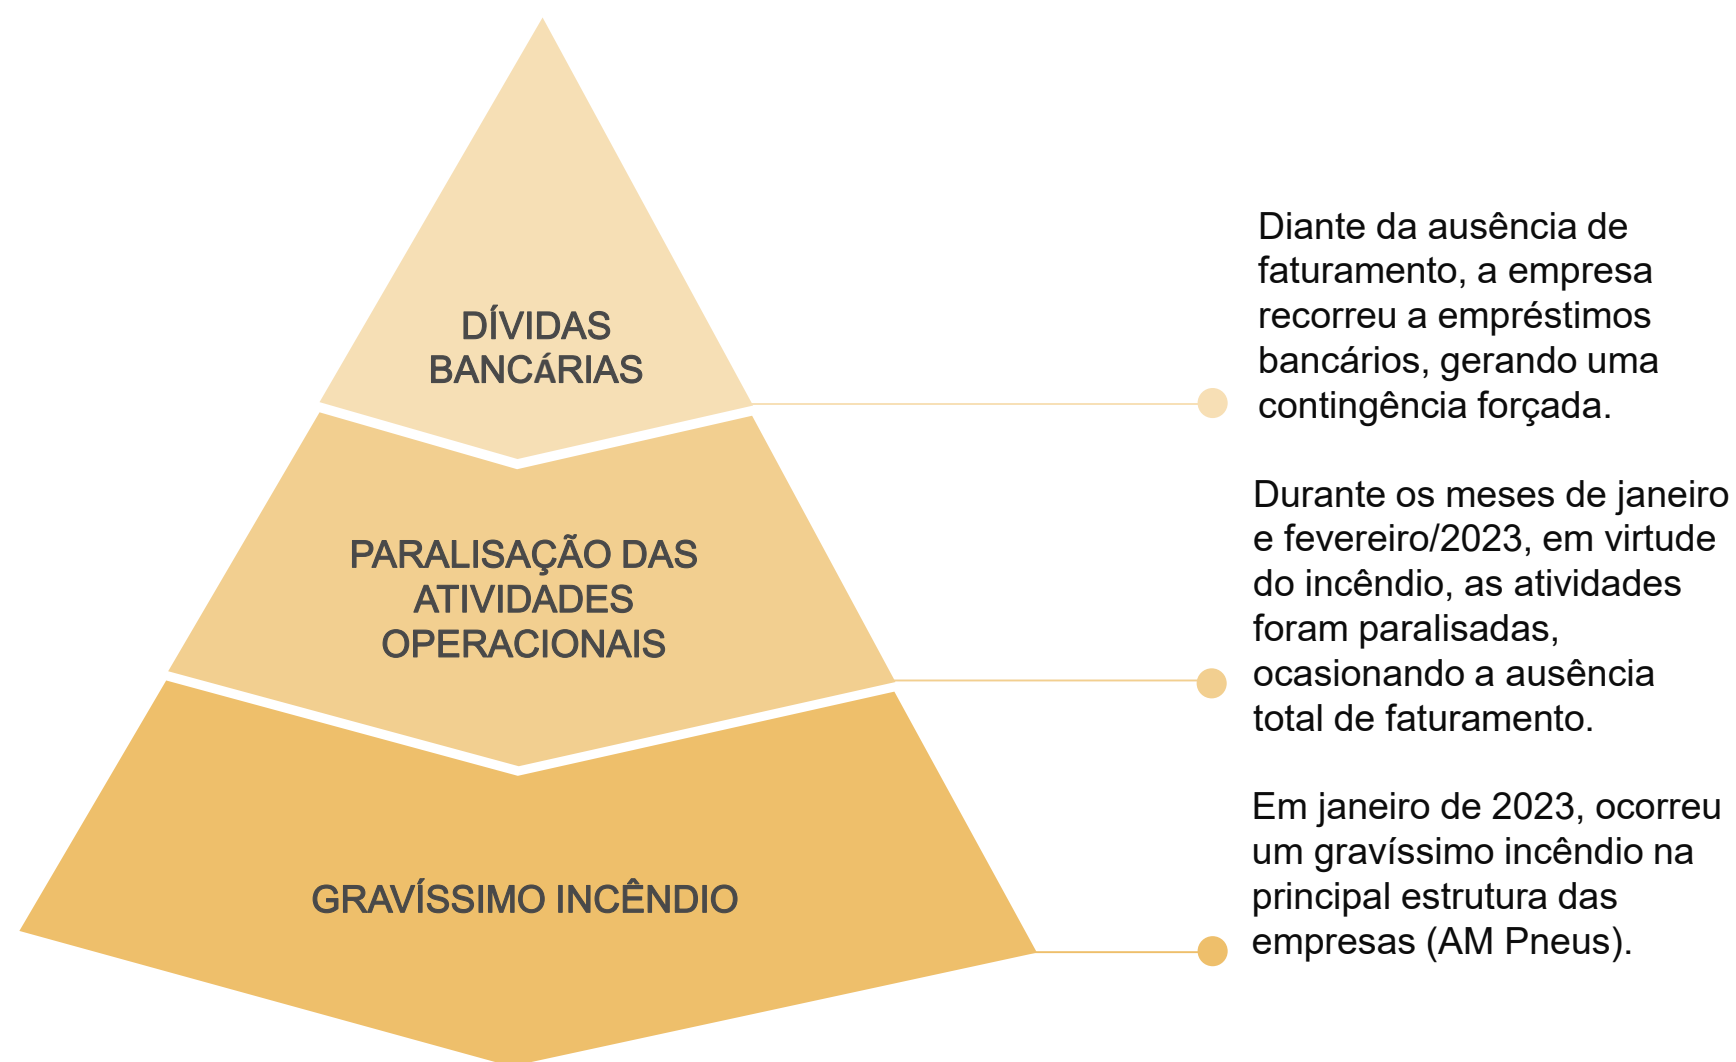 DÍVIDAS
BANCÁRIAS
Diante da ausência de
faturamento, a empresa
recorreu a empréstimos
bancários, gerando uma
contingência forçada.
PARALISAÇÃO DAS
ATIVIDADES
OPERACIONAIS
Durante os meses de janeiro
e fevereiro/2023, em virtude
do incêndio, as atividades
foram paralisadas,
ocasionando a ausência
total de faturamento.
GRAVÍSSIMO INCÊNDIO
Em janeiro de 2023, ocorreu
um gravíssimo incêndio na
principal estrutura das
empresas (AM Pneus).